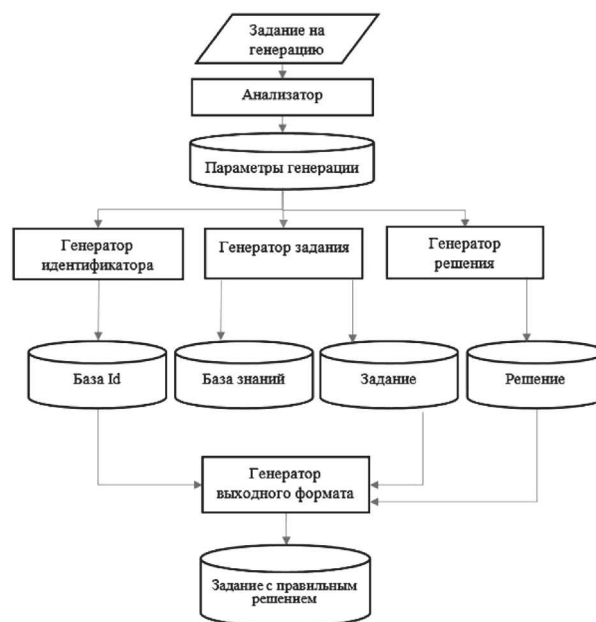 Задание на
генерацию
Анализатор
Параметры генерации
Генератор
идентификатора
Генератор задания
Генератор
решения
База Id
База знаний
Задание
Решение
Генератор
выходного формата
Задание с правильным
решением